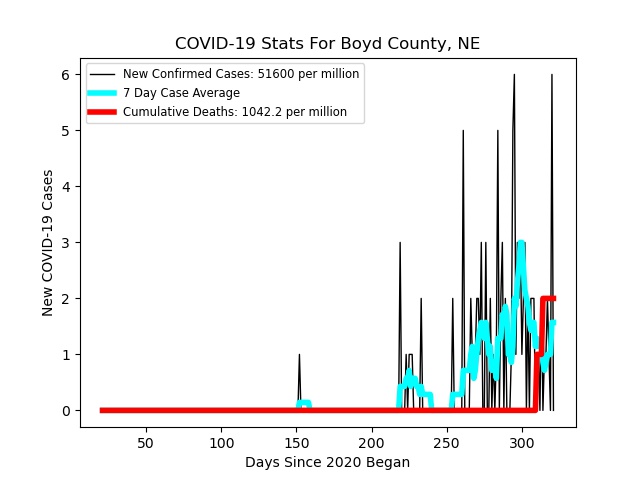 COVID-19 Stats For Boyd County, NE
New Confirmed Cases: 51600 per million
7 Day Case Average
Cumulative Deaths: 1042.2 per million
New COVID-19 Cases
6
5
4
3
2
1
0
50 100 150 200 250 300
Days Since 2020 Began